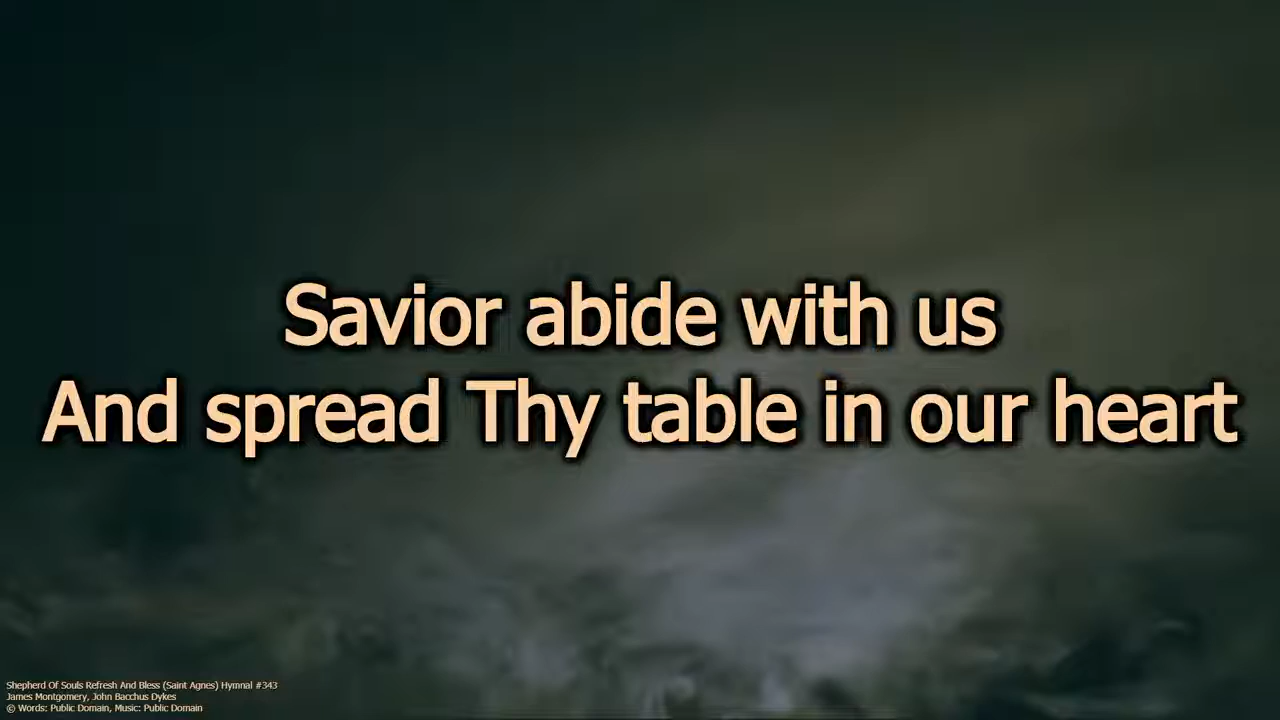 Savior abide with us
And spread Thy table in our heart
Shepherd Of Souls Refresh And Bless (Saint Agnes) Hymnal #343
James Montgomery, John Bacchus Dykes
© Words: Public Domain, Music: Public Domain